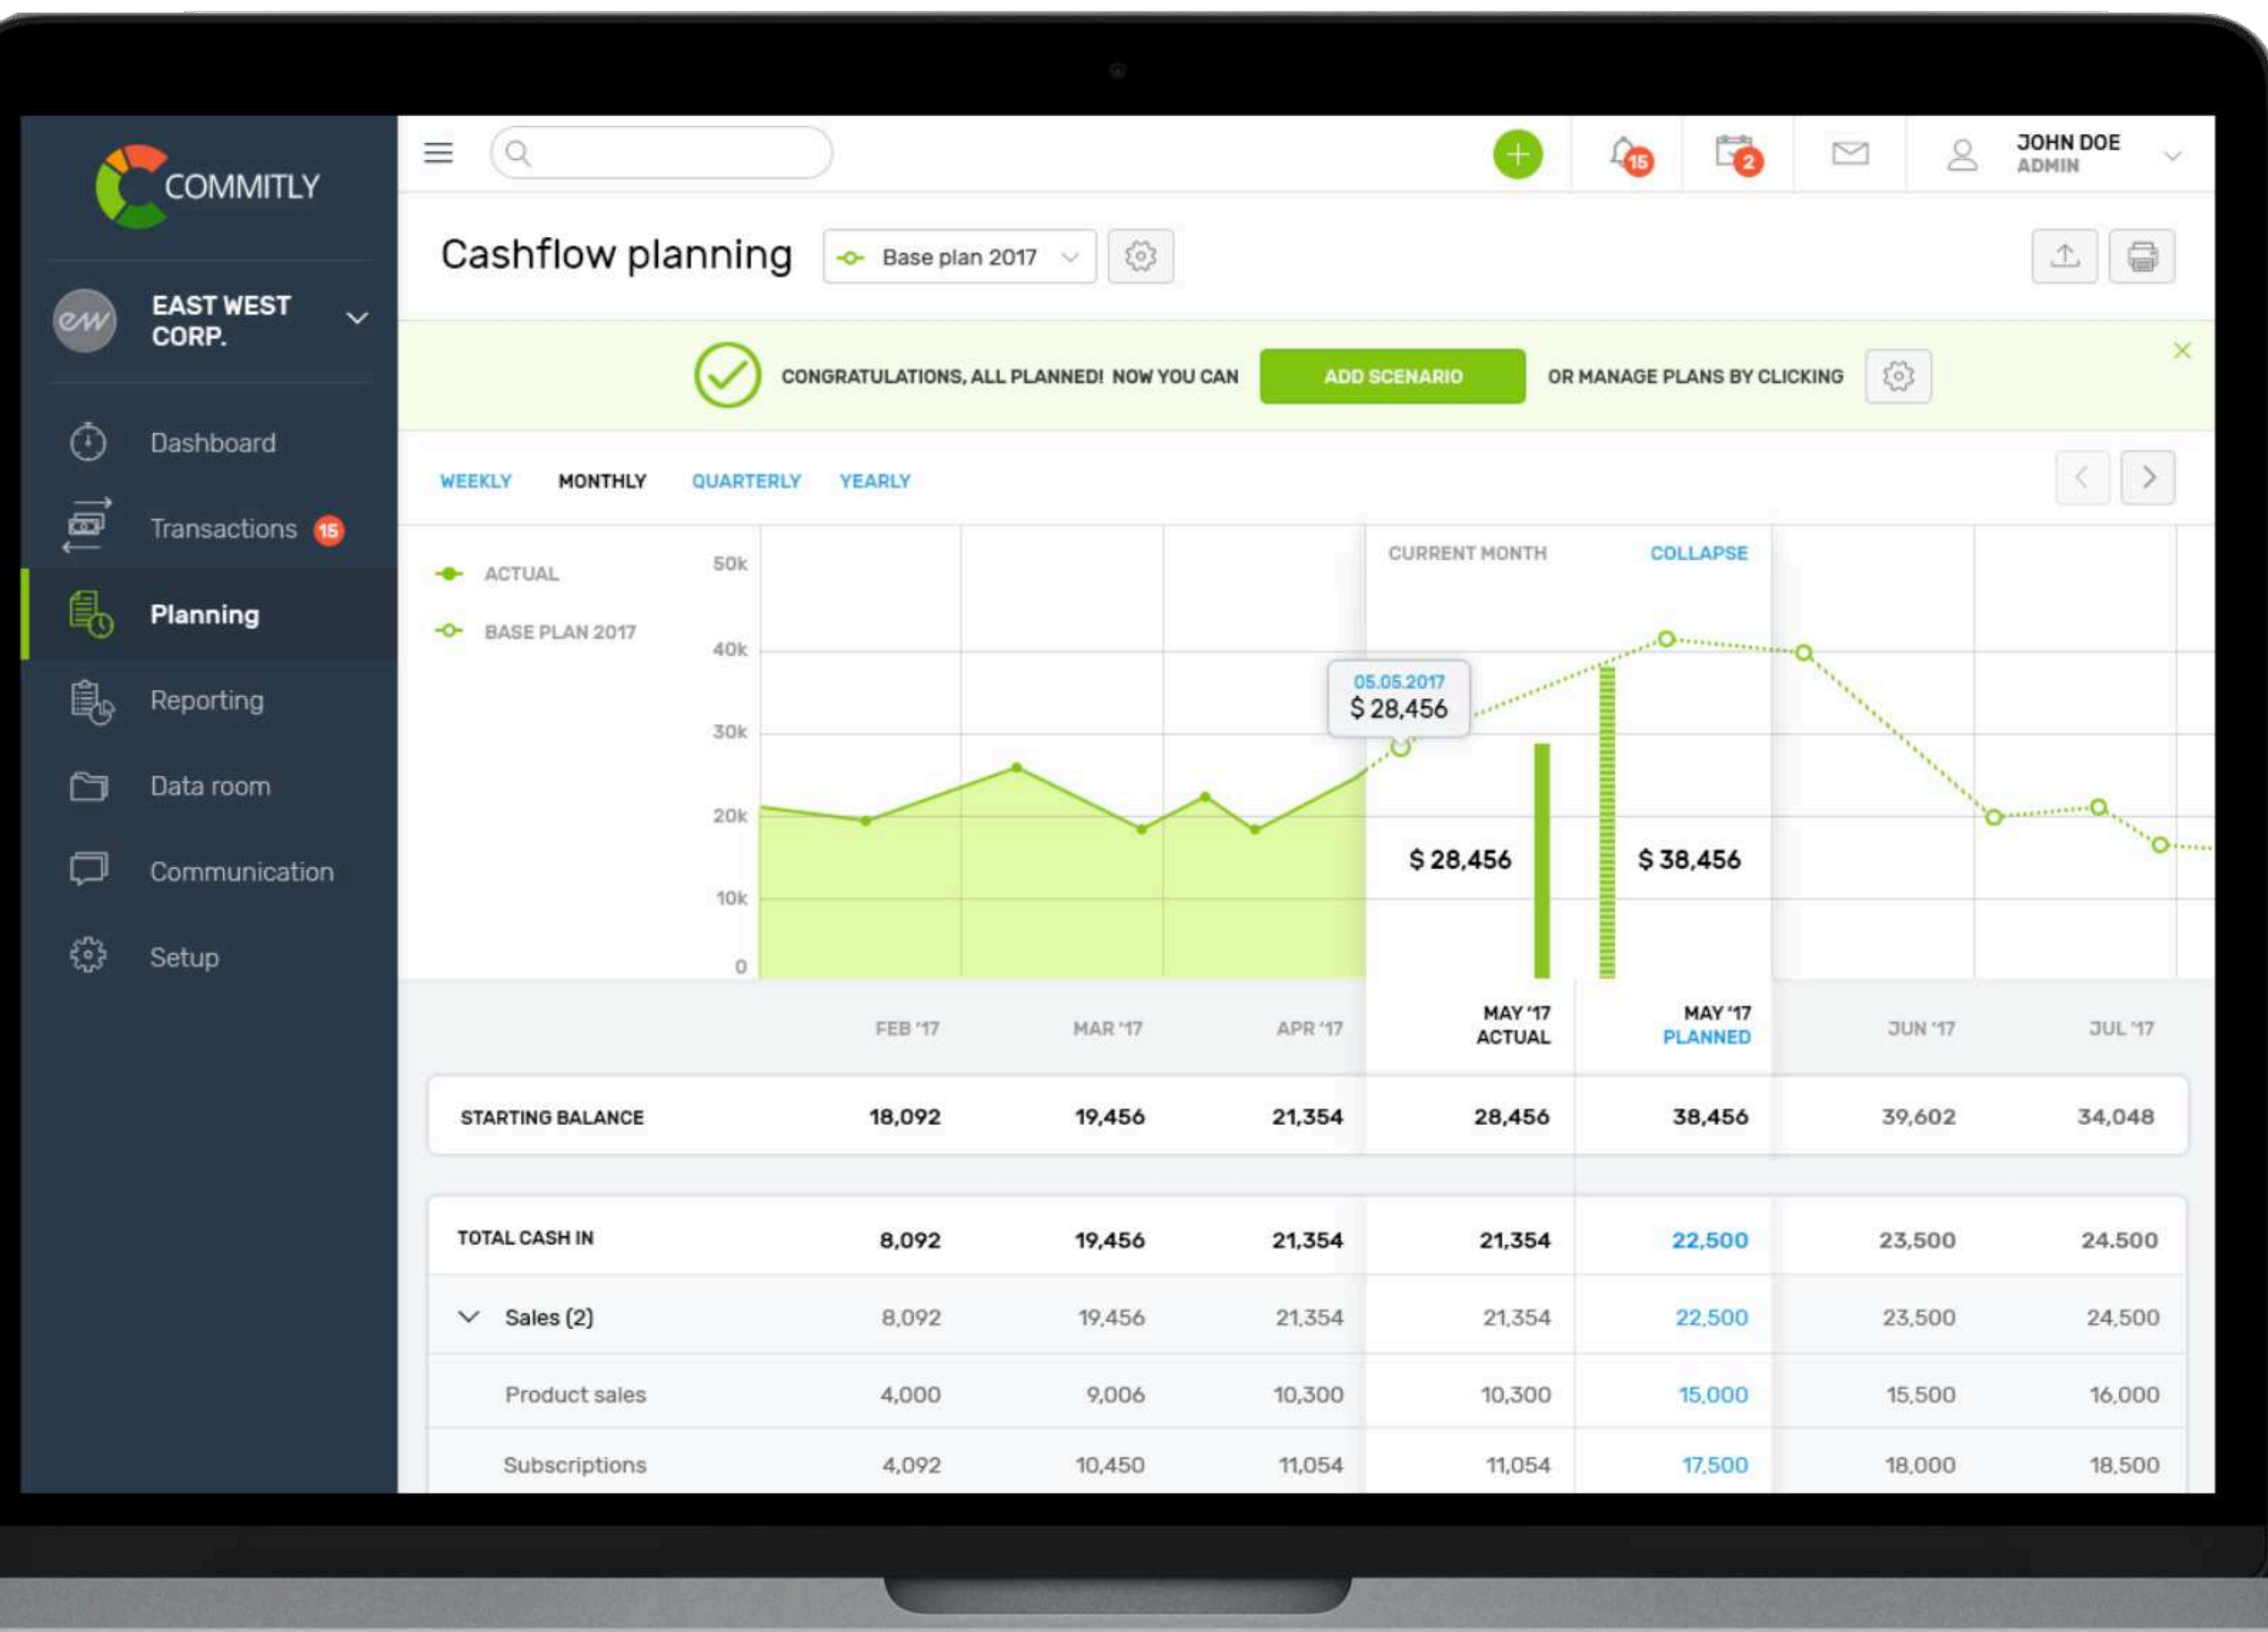 COMMITLY
EAST WEST
CORP.
Dashboard
Transactions 15
Planning
Reporting
Data room
Communication
Setup
15
2
JOHN DOE
ADMIN
Cashflow planning
Base plan 2017
CONGRATULATIONS, ALL PLANNED! NOW YOU CAN ADD SCENARIO OR MANAGE PLANS BY CLICKING
WEEKLY MONTHLY QUARTERLY YEARLY
ACTUAL
BASE PLAN 2017
50k
40k
30k
20k
10k
0
CURRENT MONTH COLLAPSE
05.05.2017
$ 28,456
$ 28,456
$ 38,456
FEB '17 MAR '17 APR '17 MAY '17 ACTUAL MAY '17 PLANNED JUN '17 JUL '17
STARTING BALANCE 18,092 19,456 21,354 28,456 38,456 39,602 34,048
TOTAL CASH IN 8,092 19,456 21,354 21,354 22,500 23,500 24.500
Sales (2) 8,092 19,456 21,354 21,354 22,500 23,500 24,500
Product sales 4,000 9,006 10,300 10,300 15,000 15,500 16,000
Subscriptions 4,092 10,450 11,054 11,054 17,500 18,000 18,500
ew